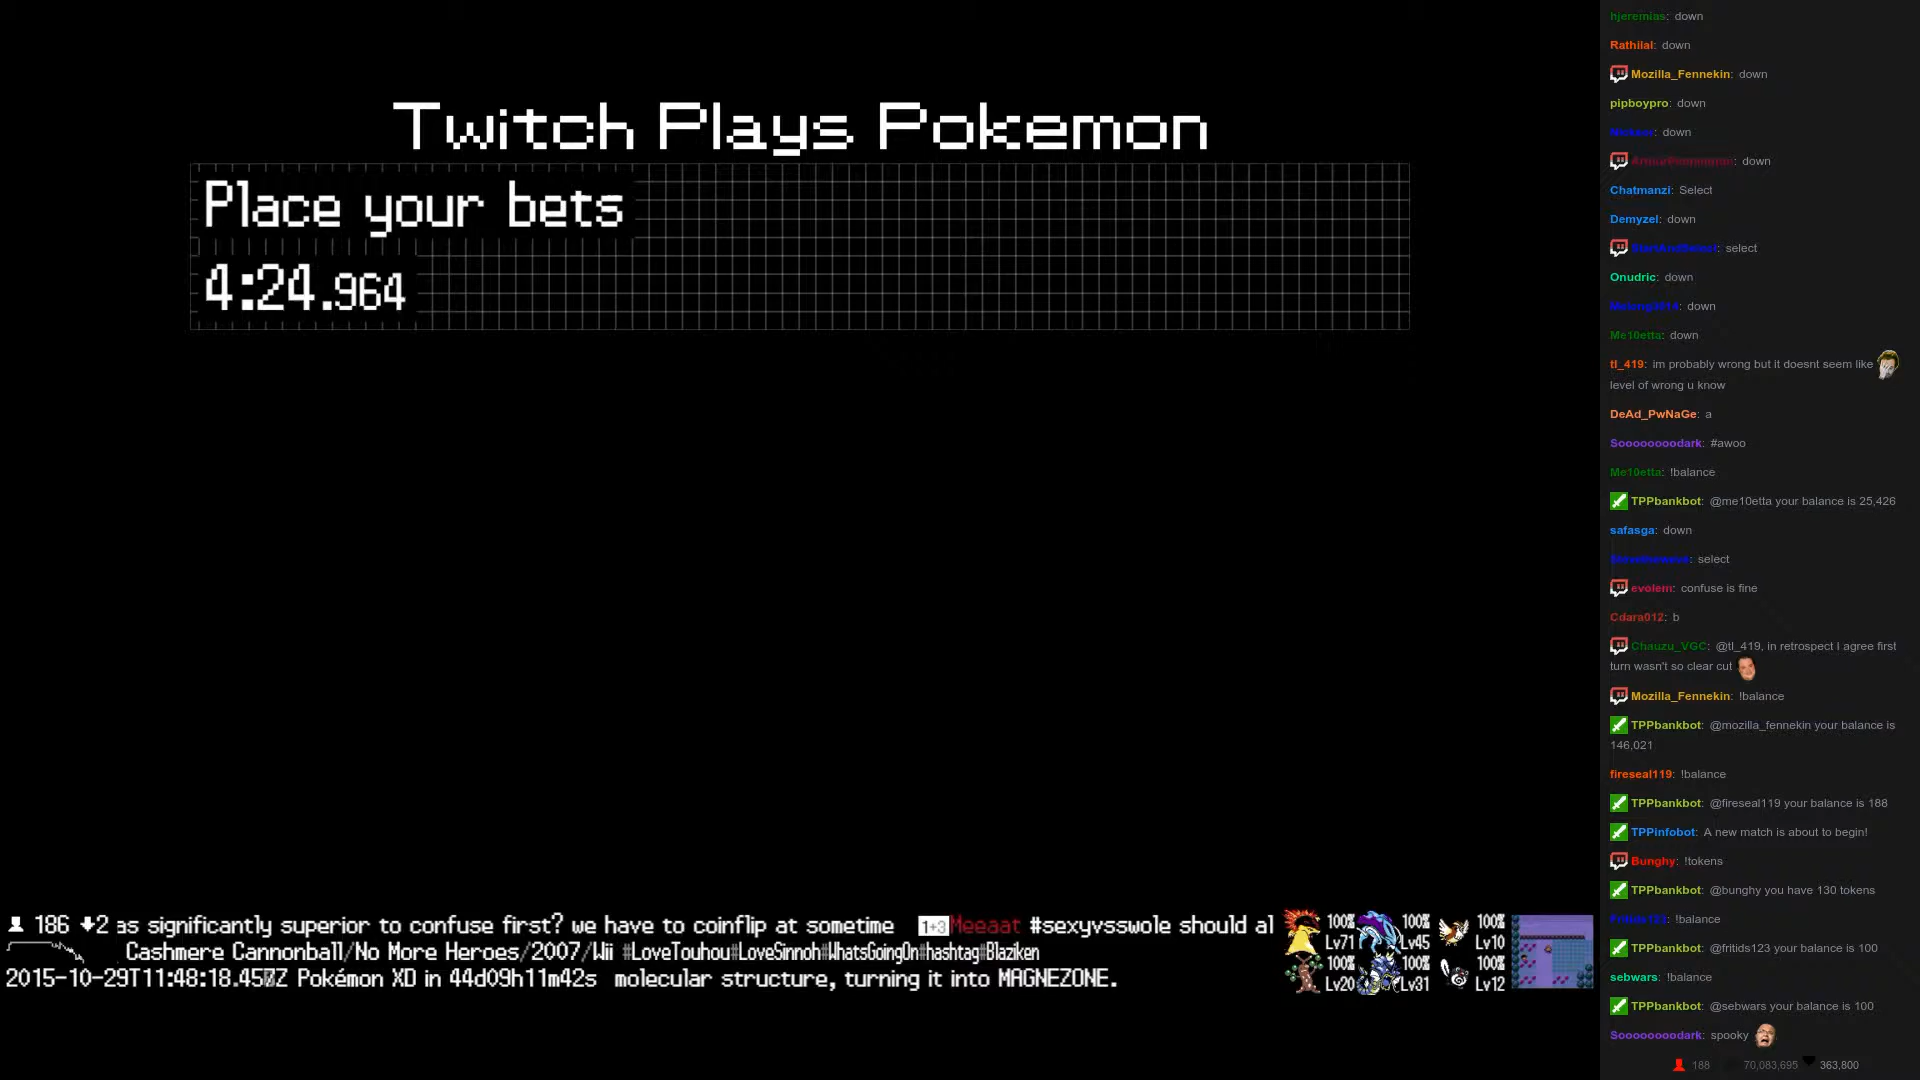 Twitch Plays Pokemon
Place your bets
4:24.964
186 2 as significantly superior to confuse first? we have to coinflip at sometime 1+3 Meeaat #sexyvsswole should al
Cashmere Cannonball/No More Heroes/2007/Wii #LoveTouhou#LoveSinnoh#WhatsGoingOn#hashtag#Blaziken
Pokémon XD in 44d09h11m42s molecular structure, turning it into MAGNEZONE.
100% 100% 100%
Lv71 Lv45 Lv10
100% 100% 100%
Lv20 Lv31 Lv12
hjeremias: down
Rathiial: down
Mozilla_Fennekin: down
pipboypro: down
: down
: down
Chatmanzi: Select
Demyzel: down
: select
Onudric: down
: down
Me10etta: down
tl_419: im probably wrong but it doesnt seem like
level of wrong u know
DeAd_PwNaGe: a
Soooooooodark: #awoo
Me10etta: !balance
TPPbankbot: @me10etta your balance is 25,426
safasga: down
: select
evolem: confuse is fine
Cdara012: b
Chauzu_VGC: @tl_419, in retrospect I agree first
turn wasn't so clear cut
Mozilla_Fennekin: !balance
TPPbankbot: @mozilla_fennekin your balance is
146,021
fireseal119: !balance
TPPbankbot: @fireseal119 your balance is 188
TPPinfobot: A new match is about to begin!
Bunghy: !tokens
TPPbankbot: @bunghy you have 130 tokens
Fritids123: !balance
TPPbankbot: @fritids123 your balance is 100
sebwars: !balance
TPPbankbot: @sebwars your balance is 100
Soooooooodark: spooky
188 70,083,695 363,800